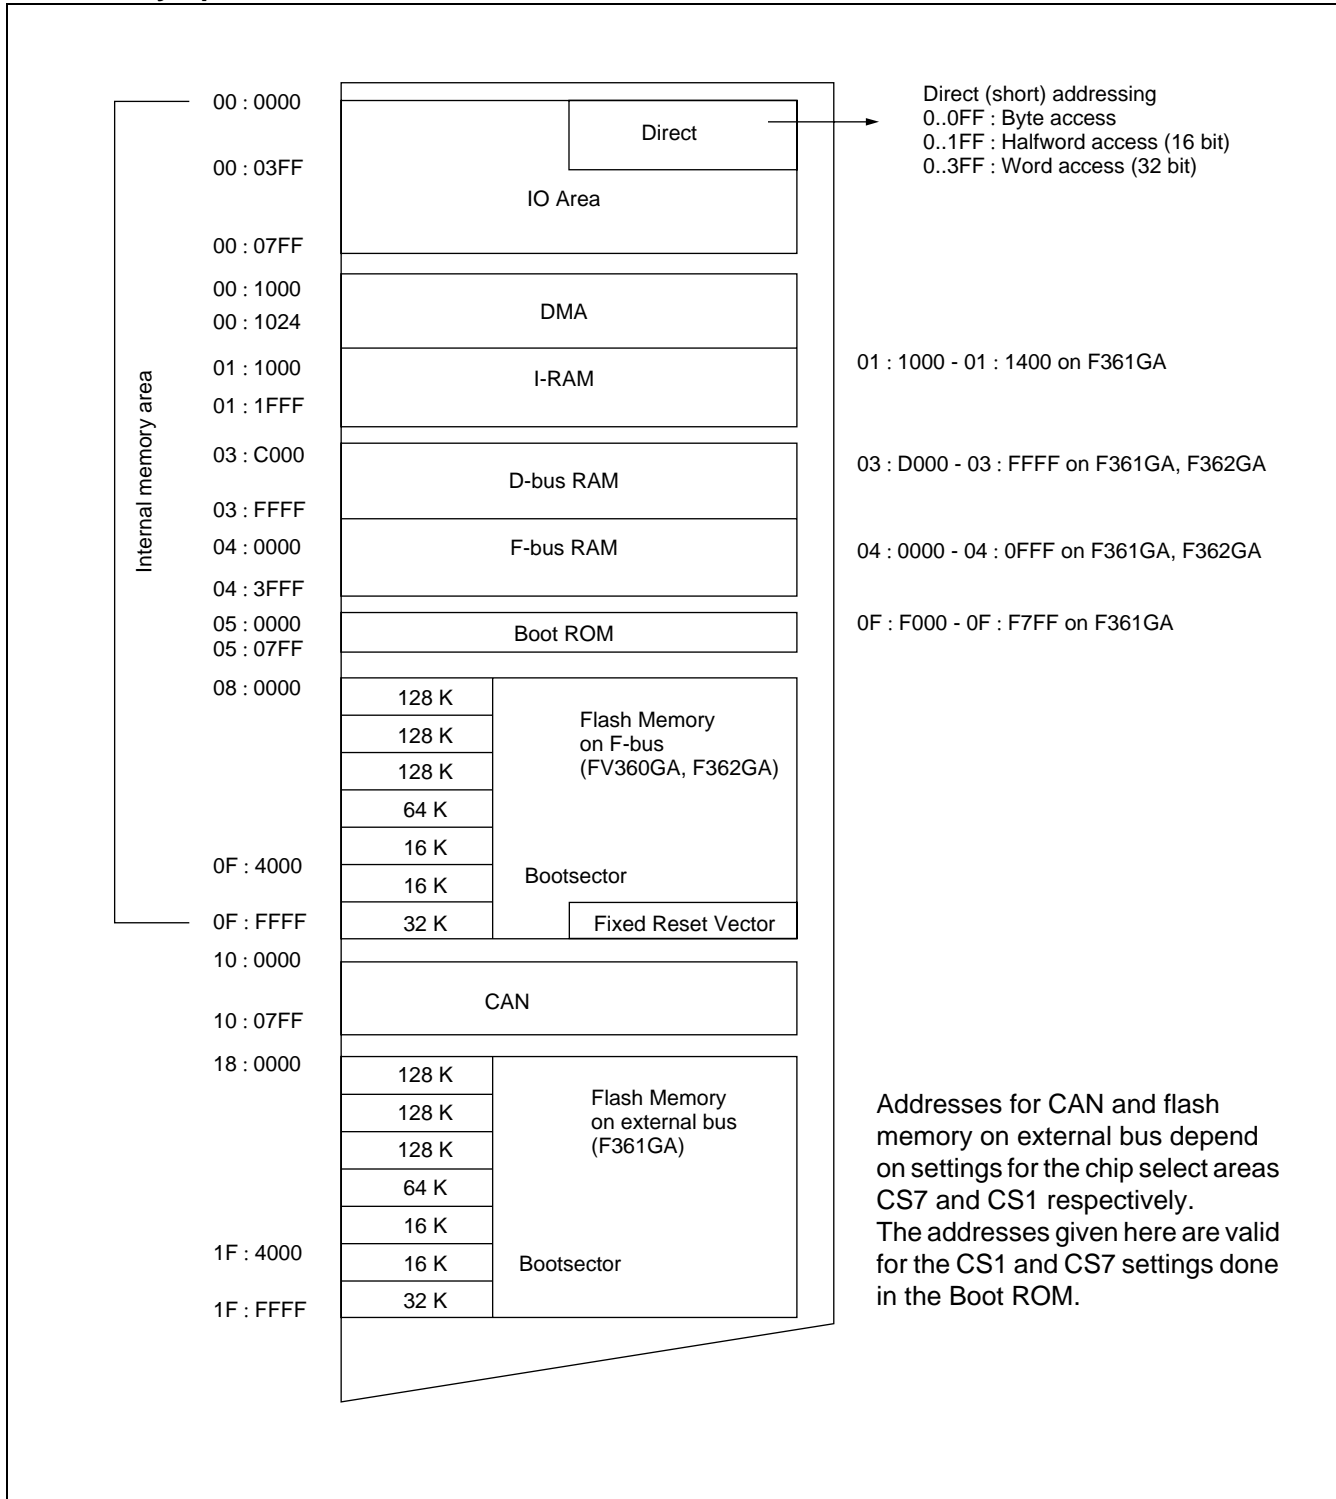 00 : 0000
Direct
Direct (short) addressing
0..0FF : Byte access
0..1FF : Halfword access (16 bit)
0..3FF : Word access (32 bit)
00 : 03FF
IO Area
00 : 07FF
00 : 1000
DMA
00 : 1024
01 : 1000
I-RAM
01 : 1000 - 01 : 1400 on F361GA
01 : 1FFF
Internal memory area
03 : C000
D-bus RAM
03 : D000 - 03 : FFFF on F361GA, F362GA
03 : FFFF
04 : 0000
F-bus RAM
04 : 0000 - 04 : 0FFF on F361GA, F362GA
04 : 3FFF
05 : 0000
Boot ROM
0F : F000 - 0F : F7FF on F361GA
05 : 07FF
08 : 0000
128 K
128 K
128 K
64 K
16 K
16 K
32 K
Flash Memory
on F-bus
(FV360GA, F362GA)
0F : 4000
Bootsector
0F : FFFF
Fixed Reset Vector
10 : 0000
CAN
10 : 07FF
18 : 0000
128 K
128 K
128 K
64 K
16 K
16 K
32 K
Flash Memory
on external bus
(F361GA)
1F : 4000
Bootsector
1F : FFFF
Addresses for CAN and flash
memory on external bus depend
on settings for the chip select areas
CS7 and CS1 respectively.
The addresses given here are valid
for the CS1 and CS7 settings done
in the Boot ROM.